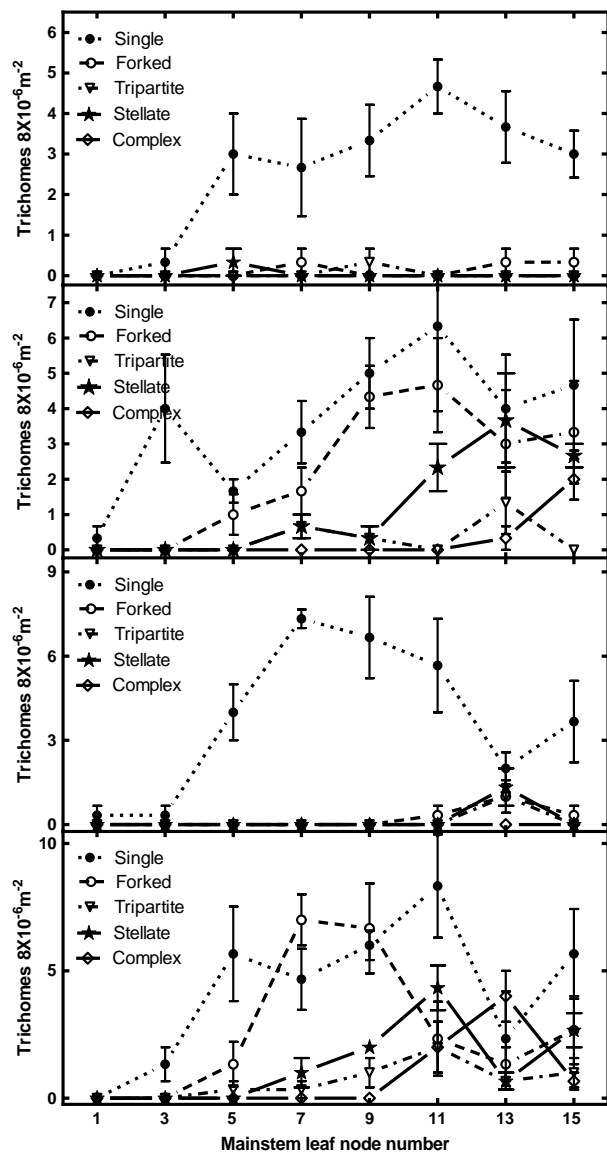 Trichomes 8X10⁻⁶m⁻²
6
5
4
3
2
1
0
Single
Forked
Tripartite
Stellate
Complex
Trichomes 8X10⁻⁶m⁻²
7
6
5
4
3
2
1
0
Single
Forked
Tripartite
Stellate
Complex
Trichomes 8X10⁻⁶m⁻²
9
6
3
0
Single
Forked
Tripartite
Stellate
Complex
Trichomes 8X10⁻⁶m⁻²
10
5
0
Single
Forked
Tripartite
Stellate
Complex
1 3 5 7 9 11 13 15
Mainstem leaf node number